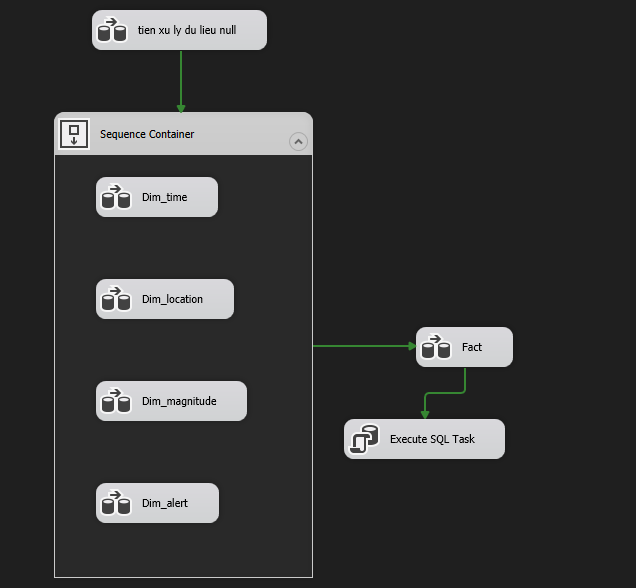 tien xu ly du lieu null
Sequence Container
Dim_time
Dim_location
Dim_magnitude
Dim_alert
Fact
Execute SQL Task